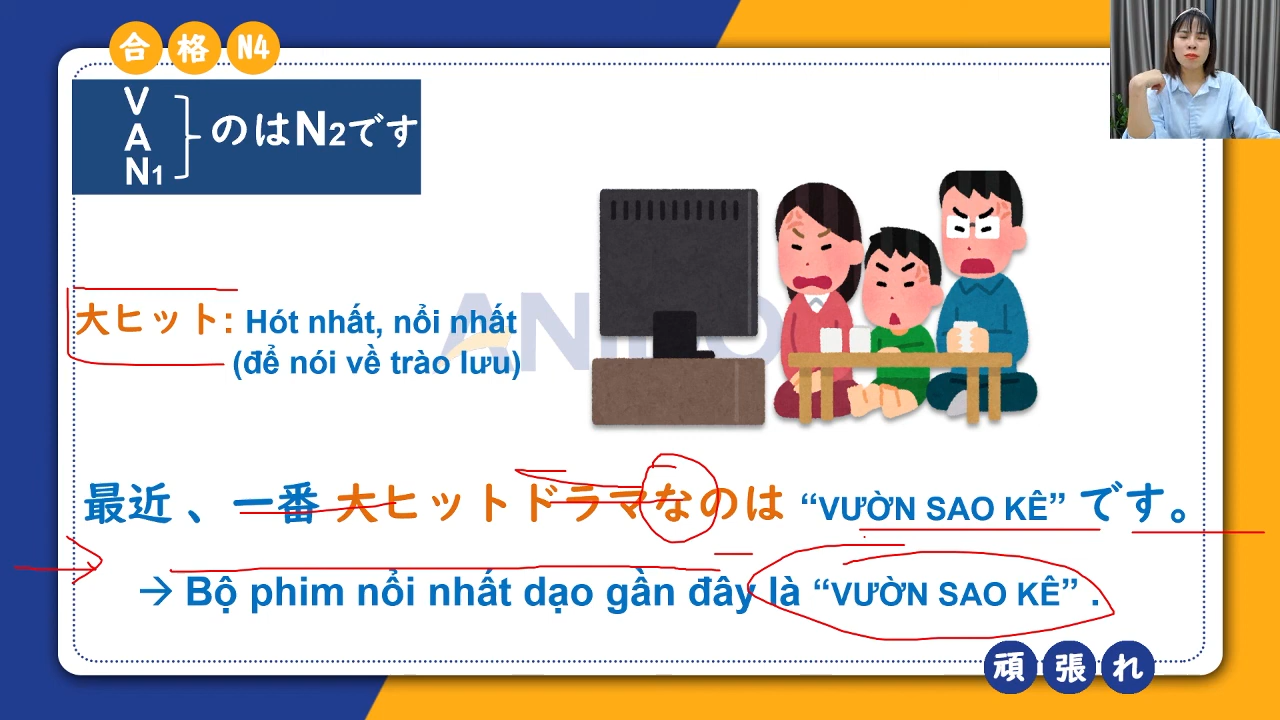 合格N4
V
A
N1
のはN2です
大ヒット: Hót nhất, nổi nhất
(để nói về trào lưu)
最近、一番 大ヒットドラマなのは “VƯỜN SAO KÊ” です。
→ Bộ phim nổi nhất dạo gần đây là “VƯỜN SAO KÊ” .
頑張れ